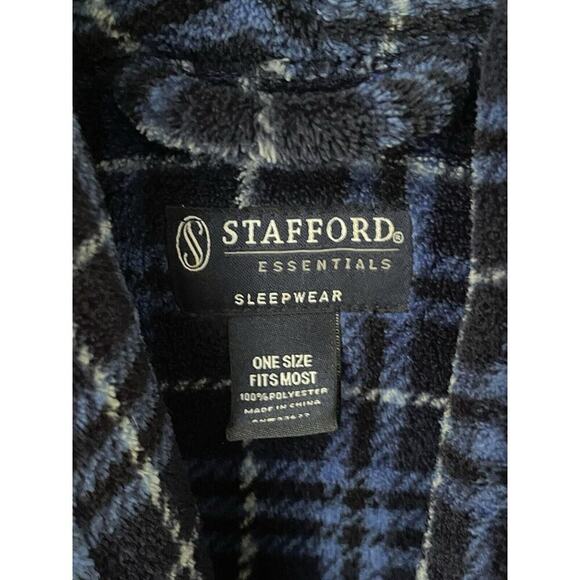 S STAFFORD®
ESSENTIALS
SLEEPWEAR
ONE SIZE
FITS MOST
100% POLYESTER
MADE IN CHINA